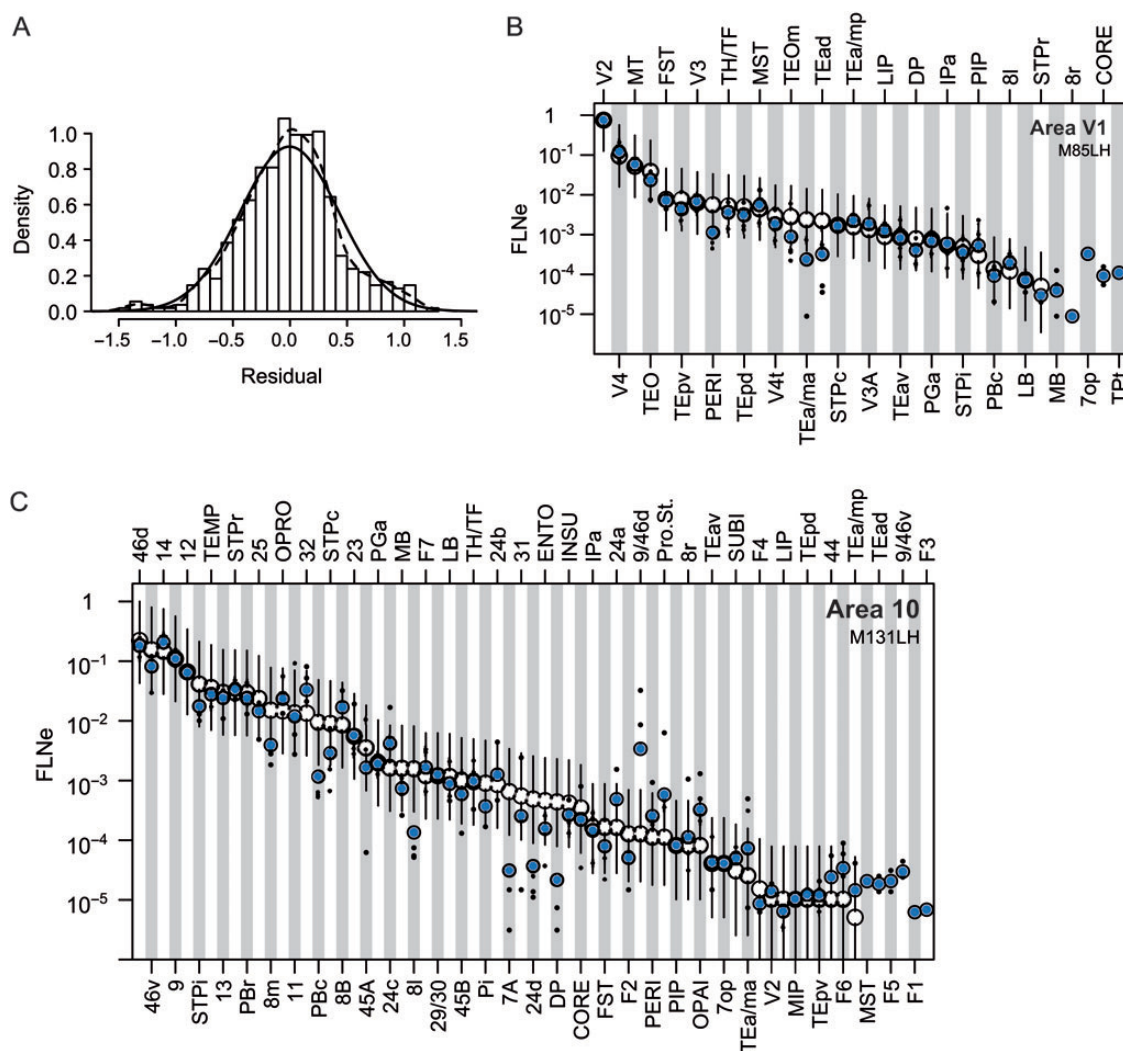 A
Density
1.0
0.8
0.6
0.4
0.2
0.0
−1.5 −1.0 −0.5 0.0 0.5 1.0 1.5
Residual
B
V2 MT FST V3 TH/TF MST TEOm TEad TEa/mp LIP DP IPa PIP 8l STPr 8r CORE
FLNe
1
10⁻¹
10⁻²
10⁻³
10⁻⁴
10⁻⁵
Area V1
M85LH
V4 TEO TEpv PERI TEpd V4t TEa/ma STPc V3A TEav PGa STPi PBc LB MB 7op TPt
C
46d 14 12 TEMP STPr 25 OPRO 32 STPc 23 PGa MB F7 LB TH/TF 24b 31 ENTO INSU IPa 24a 9/46d Pro.St. 8r TEav SUBI F4 LIP TEpd 44 TEa/mp TEad 9/46v F3
FLNe
1
10⁻¹
10⁻²
10⁻³
10⁻⁴
10⁻⁵
Area 10
M131LH
46v 9 STPi 13 PBr 8m 11 PBc 8B 45A 24c 8l 29/30 45B Pi 7A 24d DP CORE FST F2 PERI PIP OPAI 7op TEa/ma V2 MIP TEpv F6 MST F5 F1